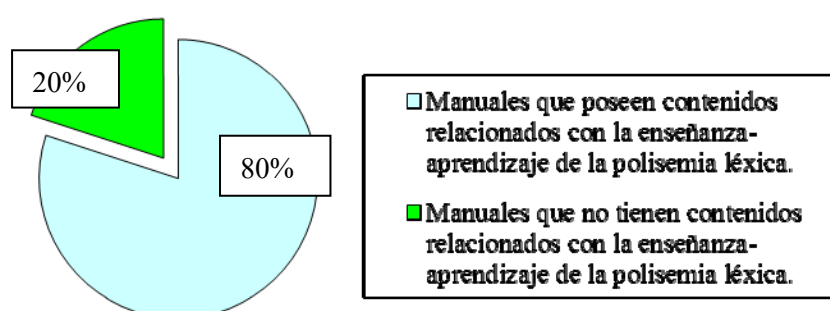 20%
80%
Manuales que poseen contenidos
relacionados con la enseñanza-
aprendizaje de la polisemia léxica.
Manuales que no tienen contenidos
relacionados con la enseñanza-
aprendizaje de la polisemia léxica.